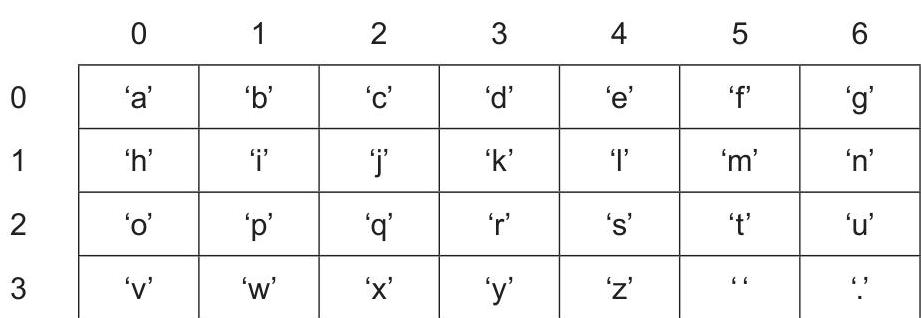 0 1 2 3 4 5 6
0 ‘a’ ‘b’ ‘c’ ‘d’ ‘e’ ‘f’ ‘g’
1 ‘h’ ‘i’ ‘j’ ‘k’ ‘l’ ‘m’ ‘n’
2 ‘o’ ‘p’ ‘q’ ‘r’ ‘s’ ‘t’ ‘u’
3 ‘v’ ‘w’ ‘x’ ‘y’ ‘z’ ‘ ‘ ‘.’